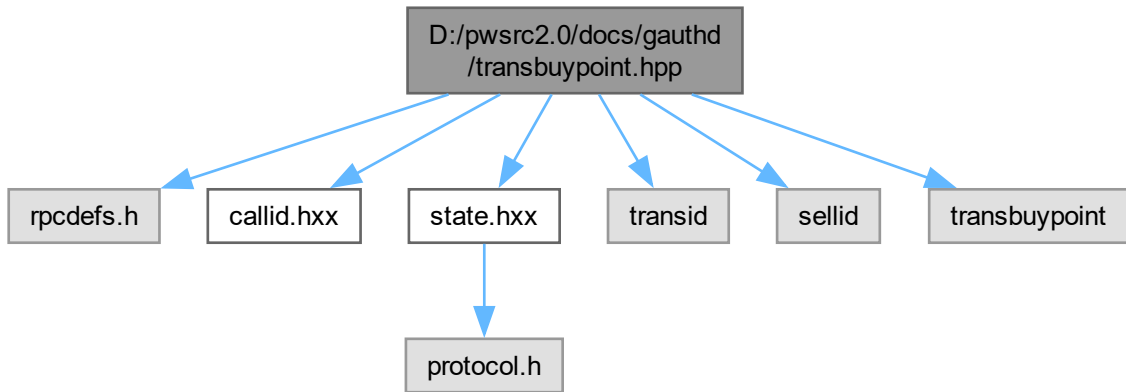 D:/pwsrc2.0/docs/gauthd
/transbuypoint.hpp
rpcdefs.h
callid.hxx
state.hxx
transid
sellid
transbuypoint
protocol.h